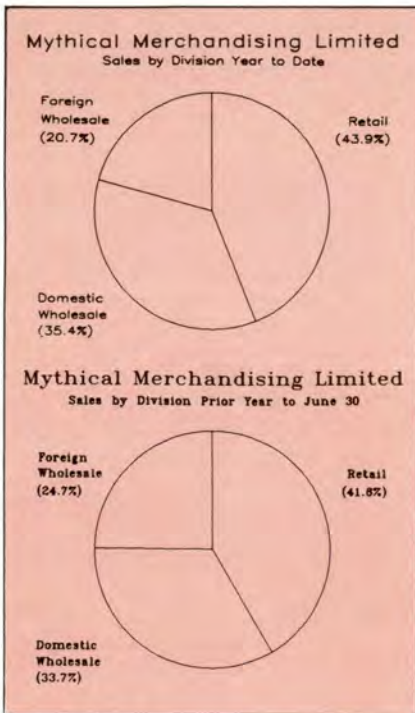 Mythical Merchandising Limited
Sales by Division Year to Date
Foreign
Wholesale
(20.7%)
Retail
(43.9%)
Domestic
Wholesale
(35.4%)
Mythical Merchandising Limited
Sales by Division Prior Year to June 30
Foreign
Wholesale
(24.7%)
Retail
(41.6%)
Domestic
Wholesale
(33.7%)